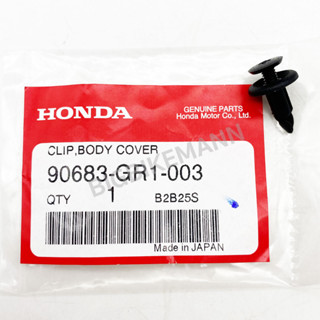 HONDA
GENUINE PARTS
Honda Motor Co., Ltd.
CLIP,BODY COVER
90683-GR1-003
QTY 1 B2B25S
Made in JAPAN
BIGBIKEMANN